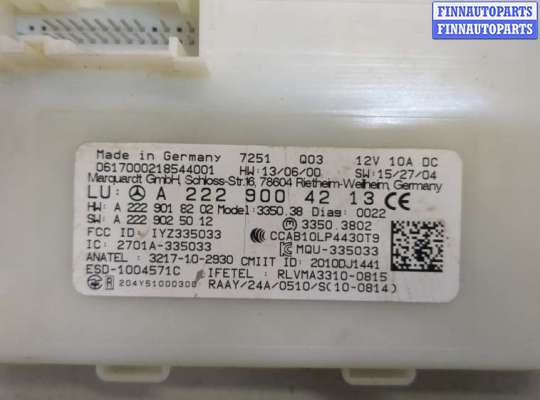 FINNAUTOPARTS
FINNAUTOPARTS
Made in Germany 7251 Q03 12V 10A DC
0617000218544001 HW:13/06/00 SW:15/27/04
Marquardt GmbH, Schloss-Str.16, 78604 Rietheim-Weilheim, Germany
LU: A 222 900 42 13 CE
HW: A 222 901 82 02 Model: 3350.38 Diag: 0022
SW: A 222 902 50 12 3350.3802
FCC ID: IYZ335033 CCAB10LP4430T9
IC: 2701A-335033 MQU-335033
ANATEL: 3217-10-2930 CMIIT ID: 2010DJ1441
ESD-1004571C IFETEL: RLVMA3310-0815
R 204Y51000300 RAAY/24A/0510/S(10-0814)